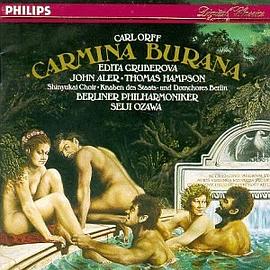 PHILIPS
Digital Classics
CARL ORFF
CARMINA BURANA
EDITA GRUBEROVA
JOHN ALER · THOMAS HAMPSON
Shinyukai Choir · Knaben des Staats- und Domchores Berlin
BERLINER PHILHARMONIKER
SEIJI OZAWA